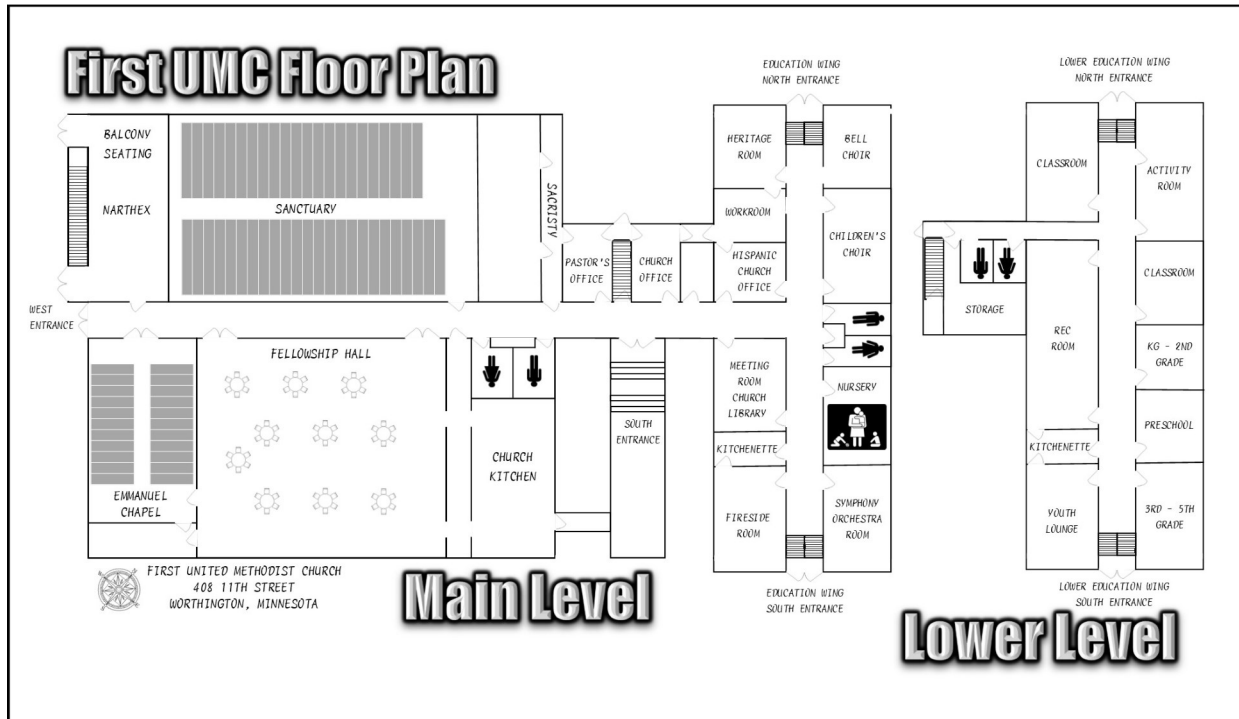 First UMC Floor Plan
EDUCATION WING
NORTH ENTRANCE
LOWER EDUCATION WING
NORTH ENTRANCE
BALCONY
SEATING
NARTHEX
SANCTUARY
SACRISTY
HERITAGE
ROOM
BELL
CHOIR
WORKROOM
CHILDREN'S
CHOIR
PASTOR'S
OFFICE
CHURCH
OFFICE
HISPANIC
CHURCH
OFFICE
WEST
ENTRANCE
FELLOWSHIP HALL
MEETING
ROOM
CHURCH
LIBRARY
NURSERY
SOUTH
ENTRANCE
KITCHENETTE
CHURCH
KITCHEN
EMMANUEL
CHAPEL
FIRESIDE
ROOM
SYMPHONY
ORCHESTRA
ROOM
CLASSROOM
ACTIVITY
ROOM
CLASSROOM
STORAGE
REC
ROOM
KG - 2ND
GRADE
PRESCHOOL
KITCHENETTE
YOUTH
LOUNGE
3RD - 5TH
GRADE
FIRST UNITED METHODIST CHURCH
408 11TH STREET
WORTHINGTON, MINNESOTA
Main Level
EDUCATION WING
SOUTH ENTRANCE
LOWER EDUCATION WING
SOUTH ENTRANCE
Lower Level